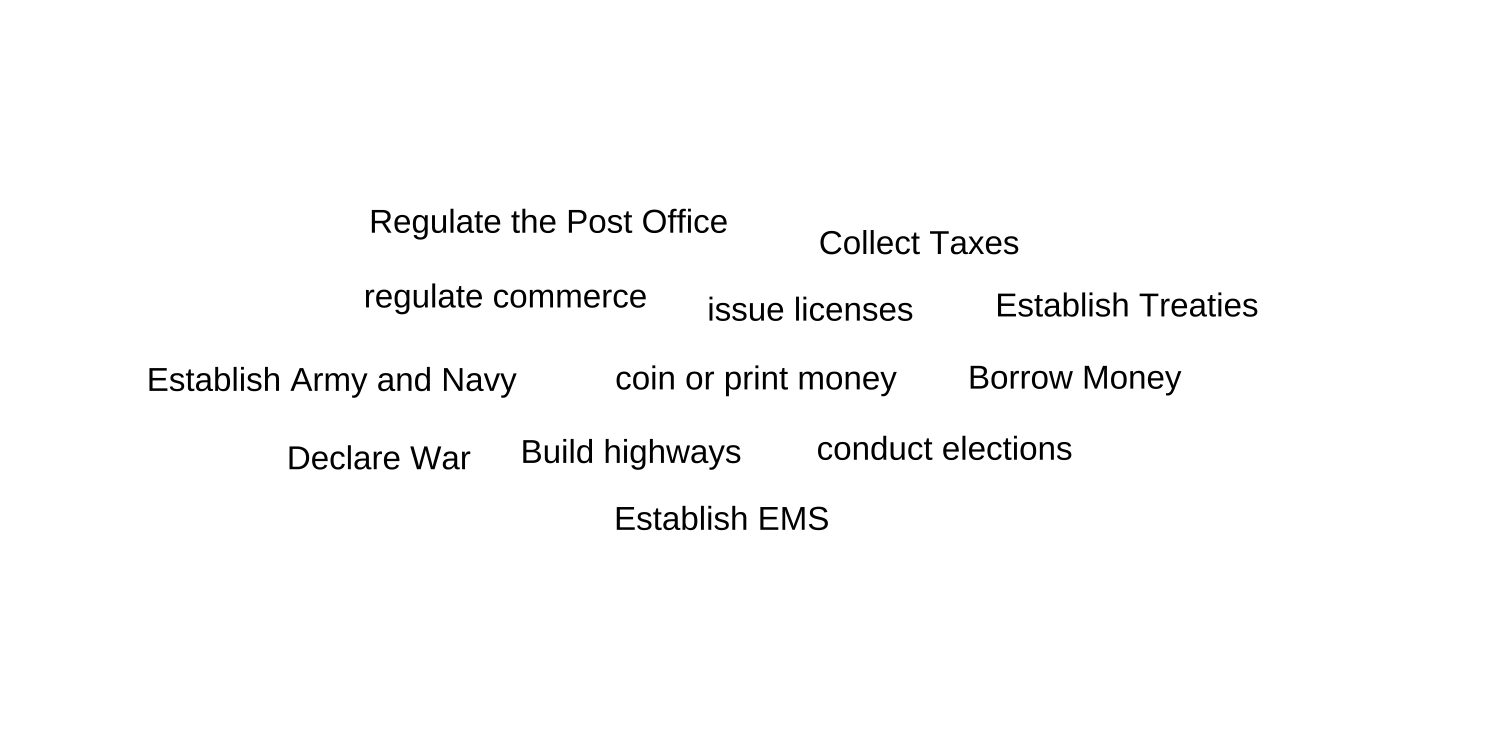 Regulate the Post Office
Collect Taxes
regulate commerce
issue licenses
Establish Treaties
Establish Army and Navy
coin or print money
Borrow Money
Declare War
Build highways
conduct elections
Establish EMS